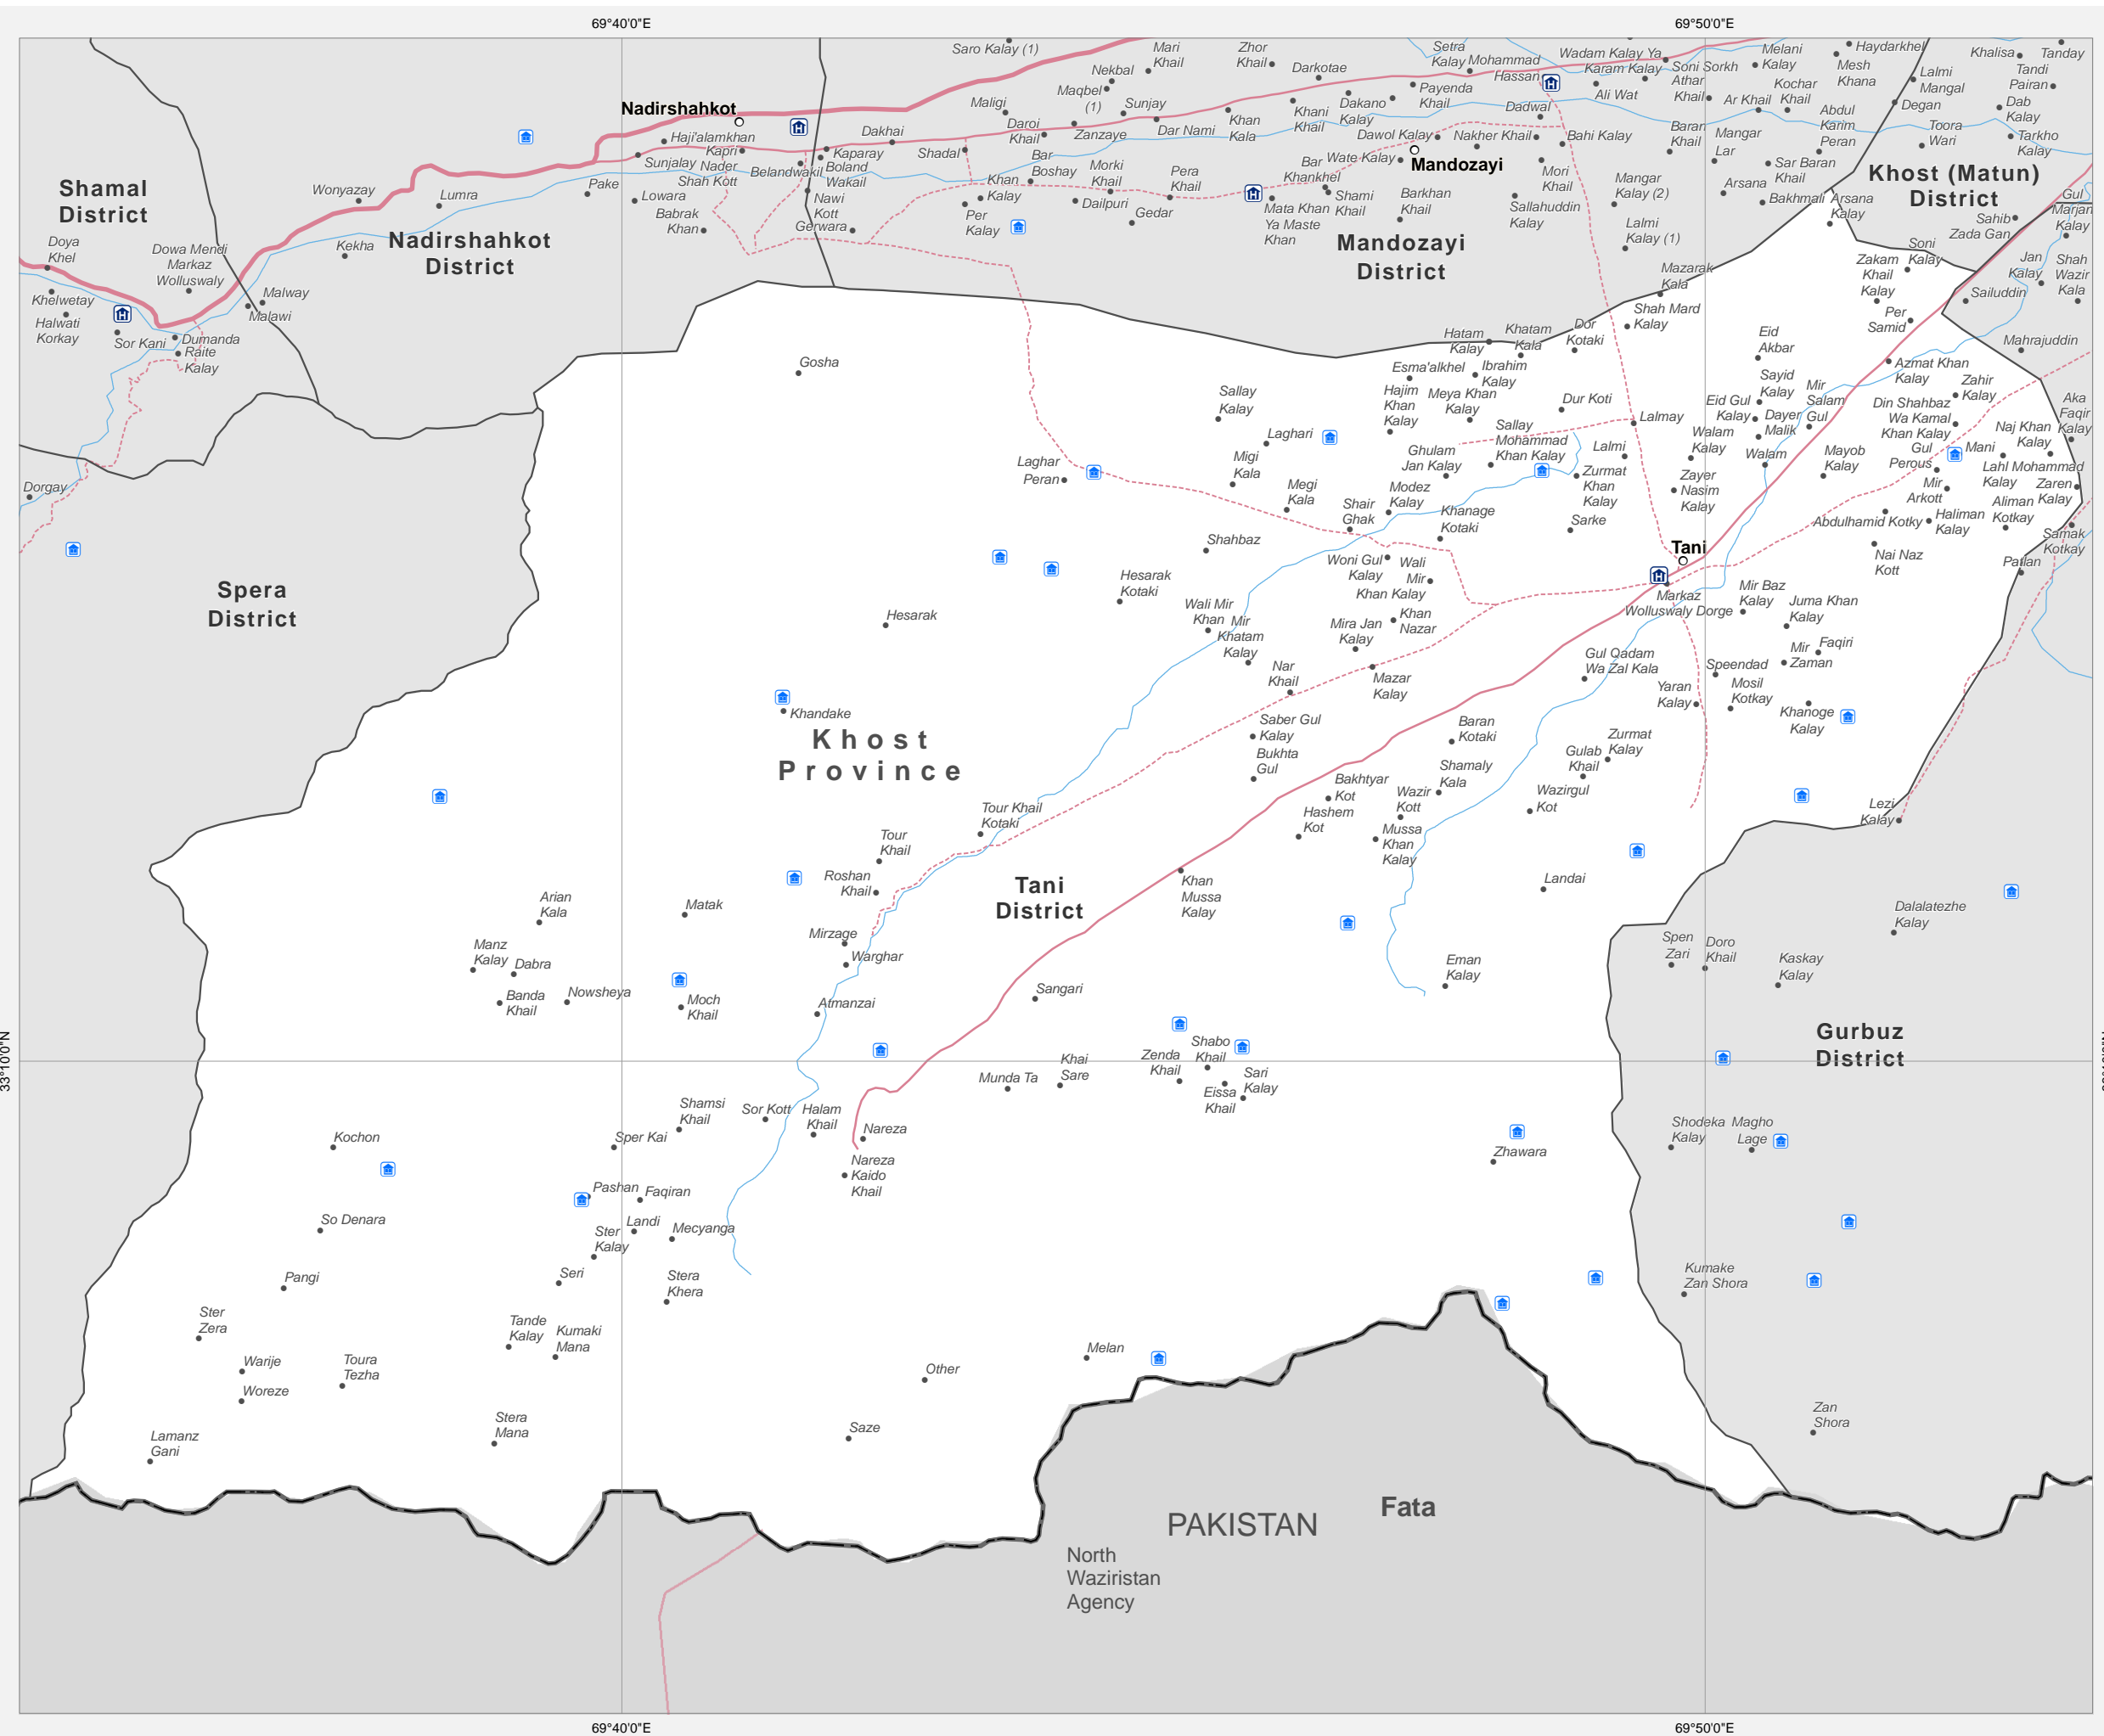 69°40'0"E
69°50'0"E
Saro Kalay (1)
Mari
Khail
Zhor
Khail
Setra
Kalay
Mohammad
Hassan
Wadam Kalay Ya
Karam Kalay
Soni Sorkh
Melani
Kalay
Haydarkhel
Khalisa
Tanday
Nekbal
Darkotae
Athar
Khail
Mesh
Khana
Lalmi
Mangal
Tandi
Pairan
Maqbel
(1)
Payenda
Khail
Ali Wat
Ar Khail
Kochar
Khail
Degan
Dab
Kalay
Nadirshahkot
Maligi
Sunjay
Khani
Khail
Dakano
Kalay
Dadwal
Abdul
Karim
Peran
Haji'alamkhan
Dakhai
Daroi
Khail
Zanzaye
Dar Nami
Khan
Kala
Dawol Kalay
Nakher Khail
Bahi Kalay
Baran
Khail
Mangar
Lar
Toora
Wari
Tarkho
Kalay
Kapri
Sunjalay
Nader
Shah Kott
Belandwakil
Kaparay
Boland
Wakail
Shadal
Bar
Boshay
Morki
Khail
Pera
Khail
Bar
Khankhel
Wate Kalay
Mandozayi
Mori
Khail
Sar Baran
Khail
Khost (Matun)
District
Shamal
District
Wonyazay
Lumra
Pake
Lowara
Babrak
Khan
Nawi
Kott
Gerwara
Khan
Kalay
Per
Kalay
Dailpuri
Gedar
Mata Khan
Ya Maste
Khan
Shami
Khail
Barkhan
Khail
Sallahuddin
Kalay
Mangar
Kalay (2)
Arsana
Bakhmali
Arsana
Kalay
Sahib
Zada Gan
Gul
Marjan
Kalay
Doya
Khel
Dowa Mendi
Markaz
Wolluswaly
Kekha
Nadirshahkot
District
Mandozayi
District
Lalmi
Kalay (1)
Soni
Kalay
Zakam
Khail
Kalay
Jan
Kalay
Shah
Wazir
Kala
Khelwetay
Halwati
Korkay
Malway
Malawi
Mazarak
Kala
Sailuddin
Sor Kani
Dumanda
Raite
Kalay
Shah Mard
Kalay
Per
Samid
Gosha
Hatam
Kalay
Khatam
Kala
Dor
Kotaki
Eid
Akbar
Mahrajuddin
Esma'alkhel
Ibrahim
Kalay
Azmat Khan
Kalay
Sallay
Kalay
Hajim
Khan
Kalay
Meya Khan
Kalay
Dur Koti
Sayid
Kalay
Mir
Salam
Gul
Zahir
Kalay
Eid Gul
Kalay
Dayer
Malik
Din Shahbaz
Wa Kamal
Khan Kalay
Aka
Faqir
Kalay
Laghari
Sallay
Mohammad
Khan Kalay
Lalmay
Walam
Kalay
Naj Khan
Kalay
Laghar
Peran
Migi
Kala
Ghulam
Jan Kalay
Lalmi
Walam
Mayob
Kalay
Gul
Perous
Mani
Lahl Mohammad
Kalay
Dorgay
Megi
Kala
Modez
Kalay
Zurmat
Khan
Kalay
Zayer
Nasim
Kalay
Mir
Arkott
Zaren
Kalay
Shair
Ghak
Khanage
Kotaki
Sarke
Abdulhamid Kotky
Haliman
Kalay
Aliman
Kotkay
Samak
Kotkay
Shahbaz
Tani
Woni Gul
Kalay
Wali
Mir
Khan Kalay
Nai Naz
Kott
Patlan
Spera
District
Hesarak
Kotaki
Markaz
Wolluswaly Dorge
Mir Baz
Kalay
Hesarak
Wali Mir
Khan
Mir
Khatam
Kalay
Mira Jan
Kalay
Khan
Nazar
Juma Khan
Kalay
Nar
Khail
Mazar
Kalay
Gul Qadam
Wa Zal Kala
Speendad
Mir
Zaman
Faqiri
Yaran
Kalay
Mosil
Kotkay
Khandake
Saber Gul
Kalay
Baran
Kotaki
Khanoge
Kalay
Khost
Province
Bukhta
Gul
Gulab
Khail
Zurmat
Kalay
Bakhtyar
Kot
Shamaly
Kala
Wazir
Kott
Wazirgul
Kot
Tour Khail
Kotaki
Hashem
Kot
Lezi
Kalay
Tour
Khail
Mussa
Khan
Kalay
Roshan
Khail
Tani
District
Khan
Mussa
Kalay
Landai
Arian
Kala
Matak
Dalalatezhe
Kalay
Mirzage
Manz
Kalay
Dabra
Warghar
Spen
Zari
Doro
Khail
Kaskay
Kalay
Eman
Kalay
Banda
Khail
Nowsheya
Moch
Khail
Atmanzai
Sangari
Gurbuz
District
33°10'0"N
Shabo
Khail
Zenda
Khail
Khai
Sare
Munda Ta
Sari
Kalay
Eissa
Khail
Shamsi
Khail
Sor Kott
Halam
Khail
Kochon
Sper Kai
Nareza
Shodeka
Kalay
Magho
Lage
Zhawara
Nareza
Kaido
Khail
Pashan
Faqiran
So Denara
Landi
Ster
Kalay
Mecyanga
Pangi
Seri
Stera
Khera
Kumake
Zan Shora
Ster
Zera
Tande
Kalay
Kumaki
Mana
Warije
Toura
Tezha
Melan
Other
Woreze
Zan
Shora
Stera
Mana
Saze
Lamanz
Gani
PAKISTAN
Fata
North
Waziristan
Agency
69°40'0"E
69°50'0"E